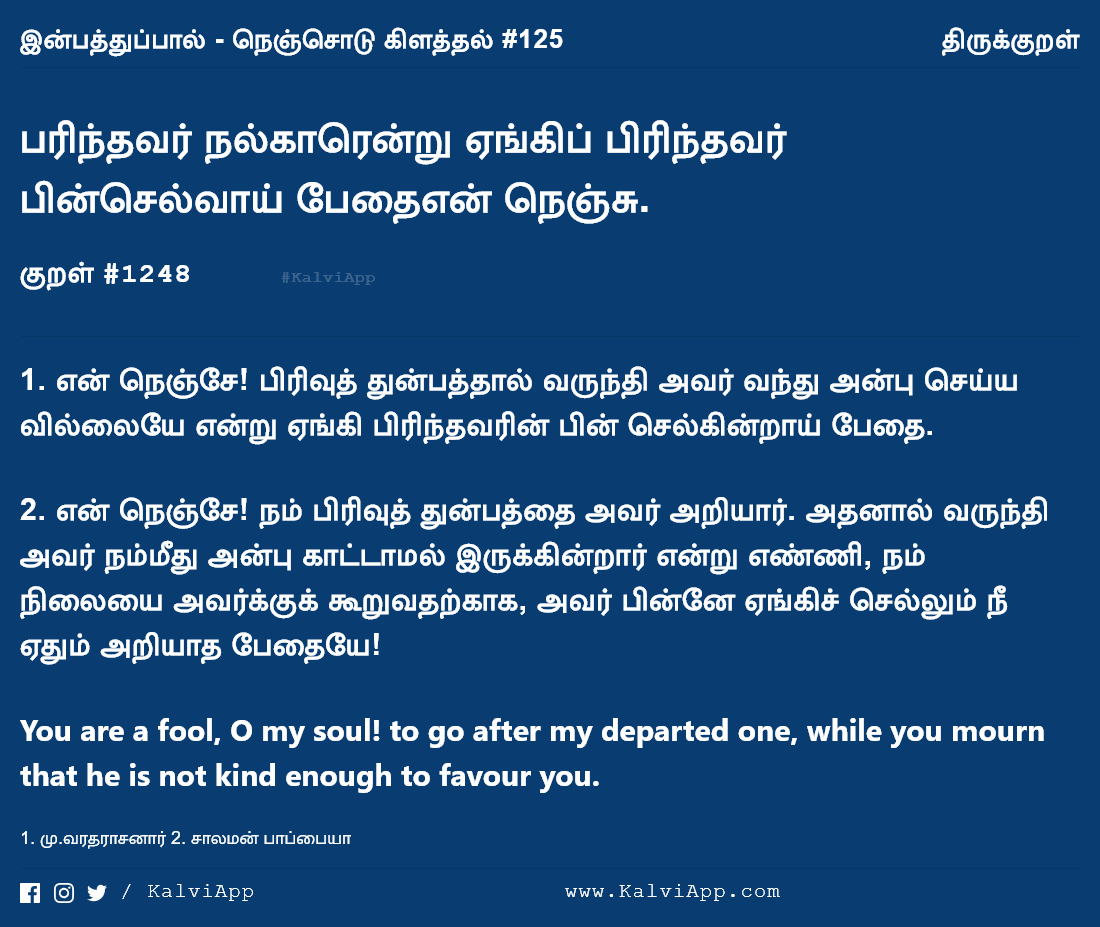 இன்பத்துப்பால் - நெஞ்சொடு கிளத்தல் #125 திருக்குறள்
பரிந்தவர் நல்காரென்று ஏங்கிப் பிரிந்தவர்
பின்செல்வாய் பேதைஎன் நெஞ்சு.
குறள் #1248 #KalviApp
1. என் நெஞ்சே! பிரிவுத் துன்பத்தால் வருந்தி அவர் வந்து அன்பு செய்ய
வில்லையே என்று ஏங்கி பிரிந்தவரின் பின் செல்கின்றாய் பேதை.
2. என் நெஞ்சே! நம் பிரிவுத் துன்பத்தை அவர் அறியார். அதனால் வருந்தி
அவர் நம்மீது அன்பு காட்டாமல் இருக்கின்றார் என்று எண்ணி, நம்
நிலையை அவர்க்குக் கூறுவதற்காக, அவர் பின்னே ஏங்கிச் செல்லும் நீ
ஏதும் அறியாத பேதையே!
You are a fool, O my soul! to go after my departed one, while you mourn
that he is not kind enough to favour you.
1. மு.வரதராசனார் 2. சாலமன் பாப்பையா
/ KalviApp www.KalviApp.com